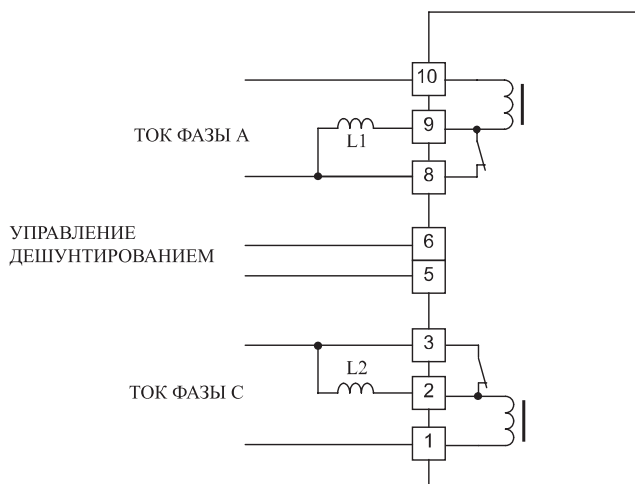 10
9
L1
ТОК ФАЗЫ А
8
УПРАВЛЕНИЕ
ДЕШУНТИРОВАНИЕМ
6
5
3
L2
2
ТОК ФАЗЫ С
1